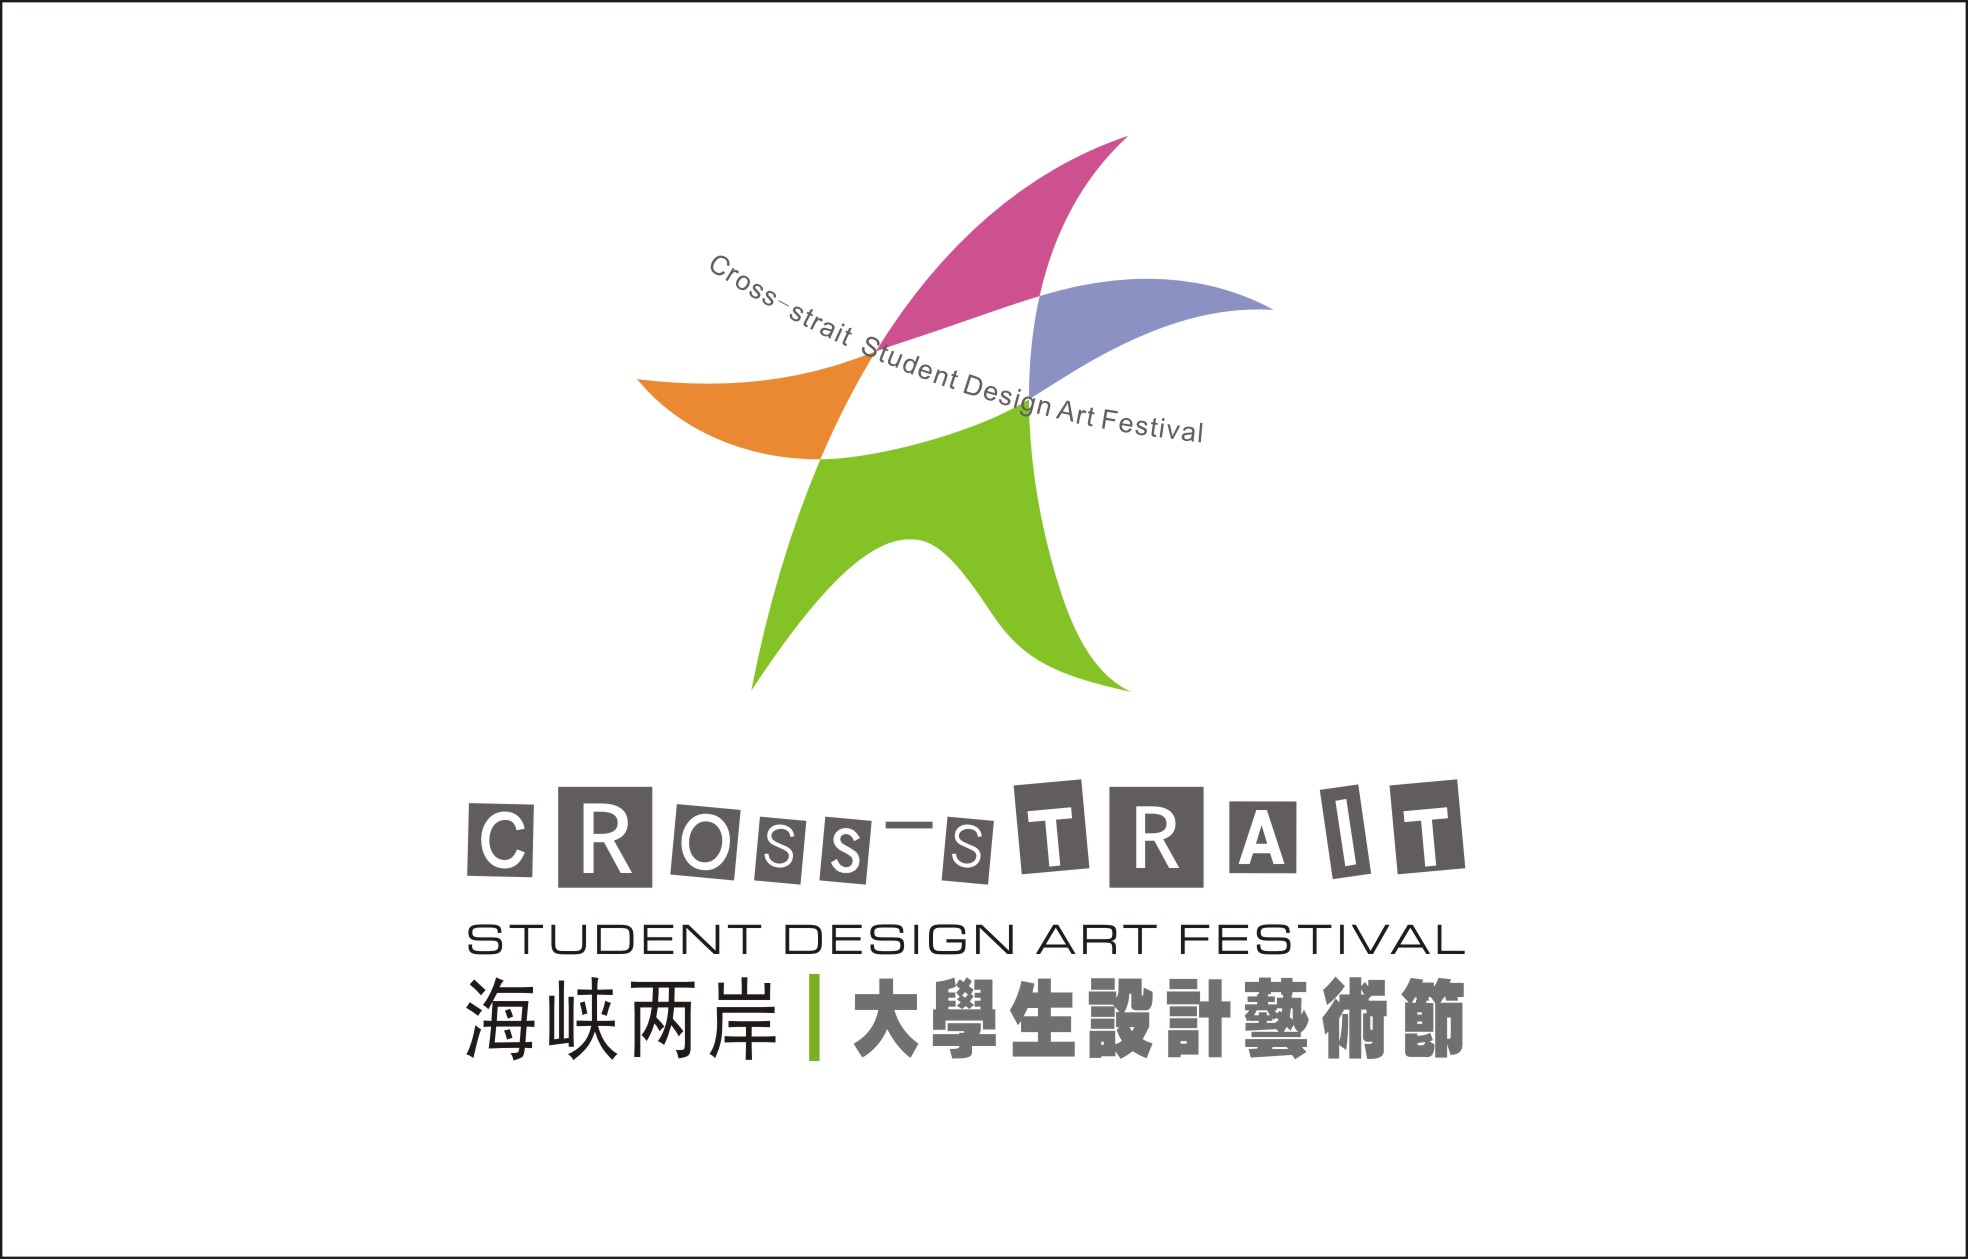 Cross-strait Student Design Art Festival
CROSS-STRAIT
STUDENT DESIGN ART FESTIVAL
海峡两岸 | 大學生設計藝術節